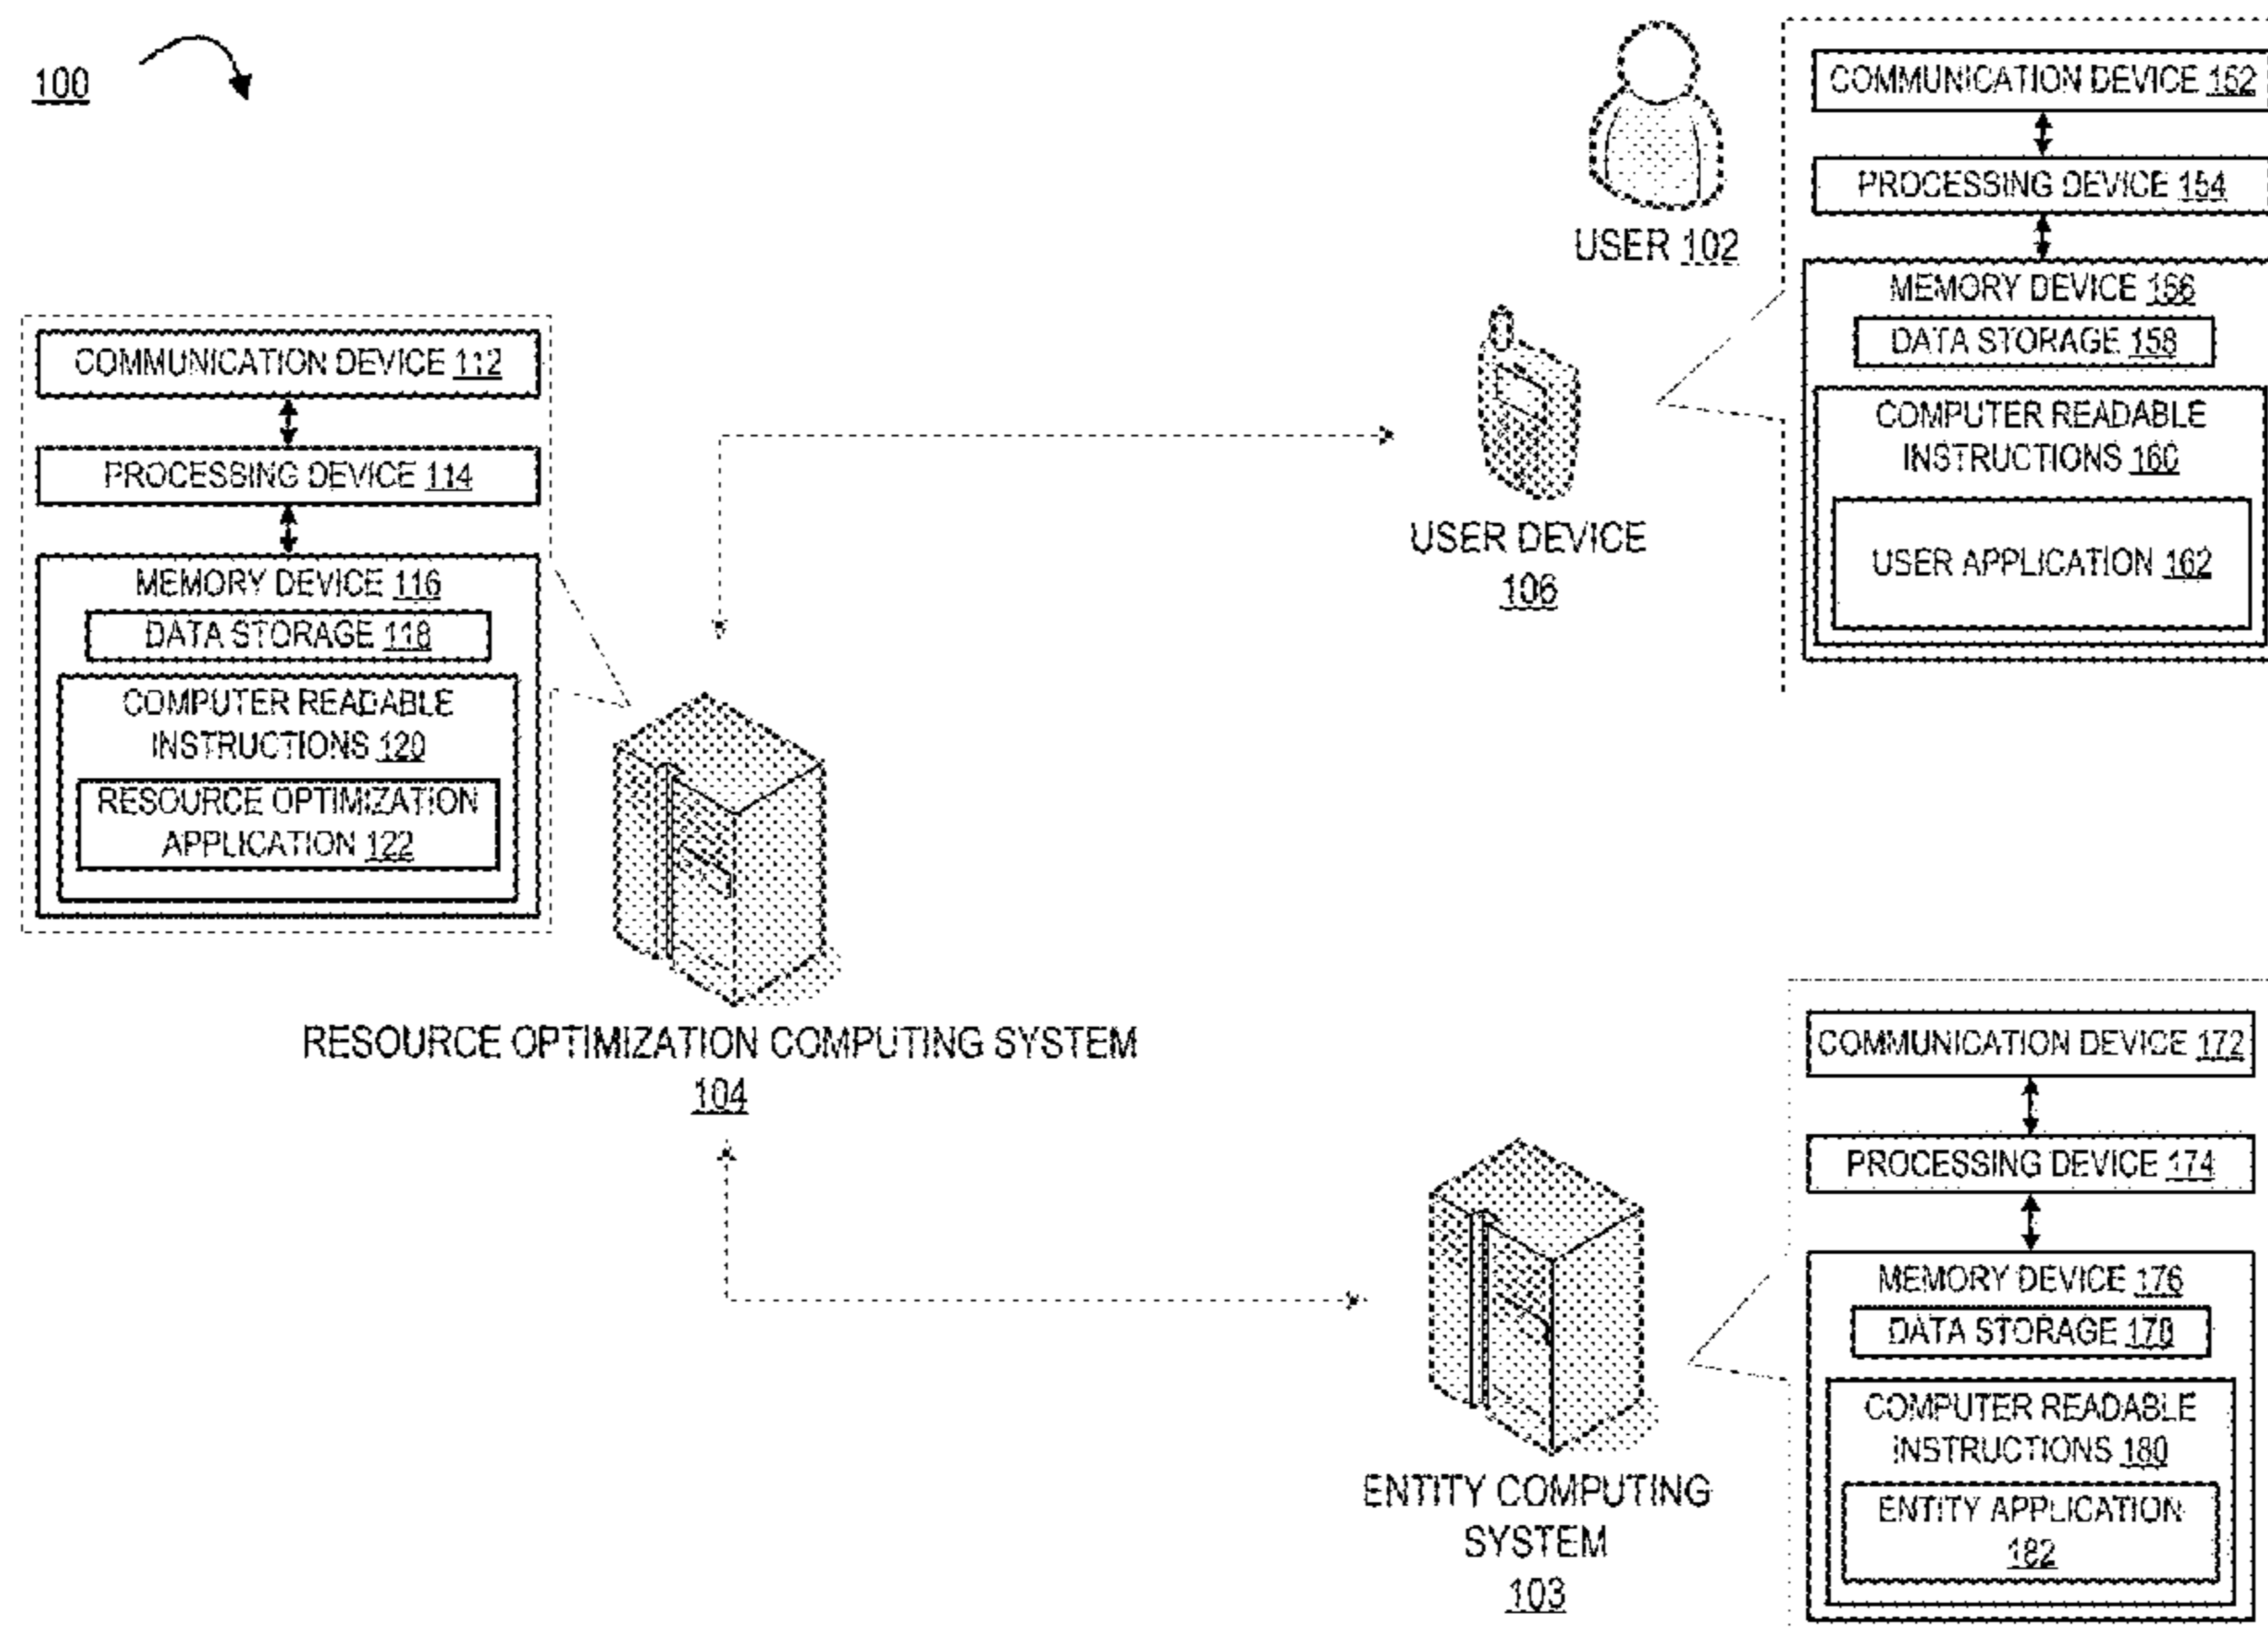 100
COMMUNICATION DEVICE 112
PROCESSING DEVICE 114
MEMORY DEVICE 116
DATA STORAGE 118
COMPUTER READABLE
INSTRUCTIONS 120
RESOURCE OPTIMIZATION
APPLICATION 122
RESOURCE OPTIMIZATION COMPUTING SYSTEM
104
USER 102
USER DEVICE
106
COMMUNICATION DEVICE 152
PROCESSING DEVICE 154
MEMORY DEVICE 156
DATA STORAGE 158
COMPUTER READABLE
INSTRUCTIONS 160
USER APPLICATION 162
ENTITY COMPUTING
SYSTEM
103
COMMUNICATION DEVICE 172
PROCESSING DEVICE 174
MEMORY DEVICE 176
DATA STORAGE 178
COMPUTER READABLE
INSTRUCTIONS 180
ENTITY APPLICATION
182